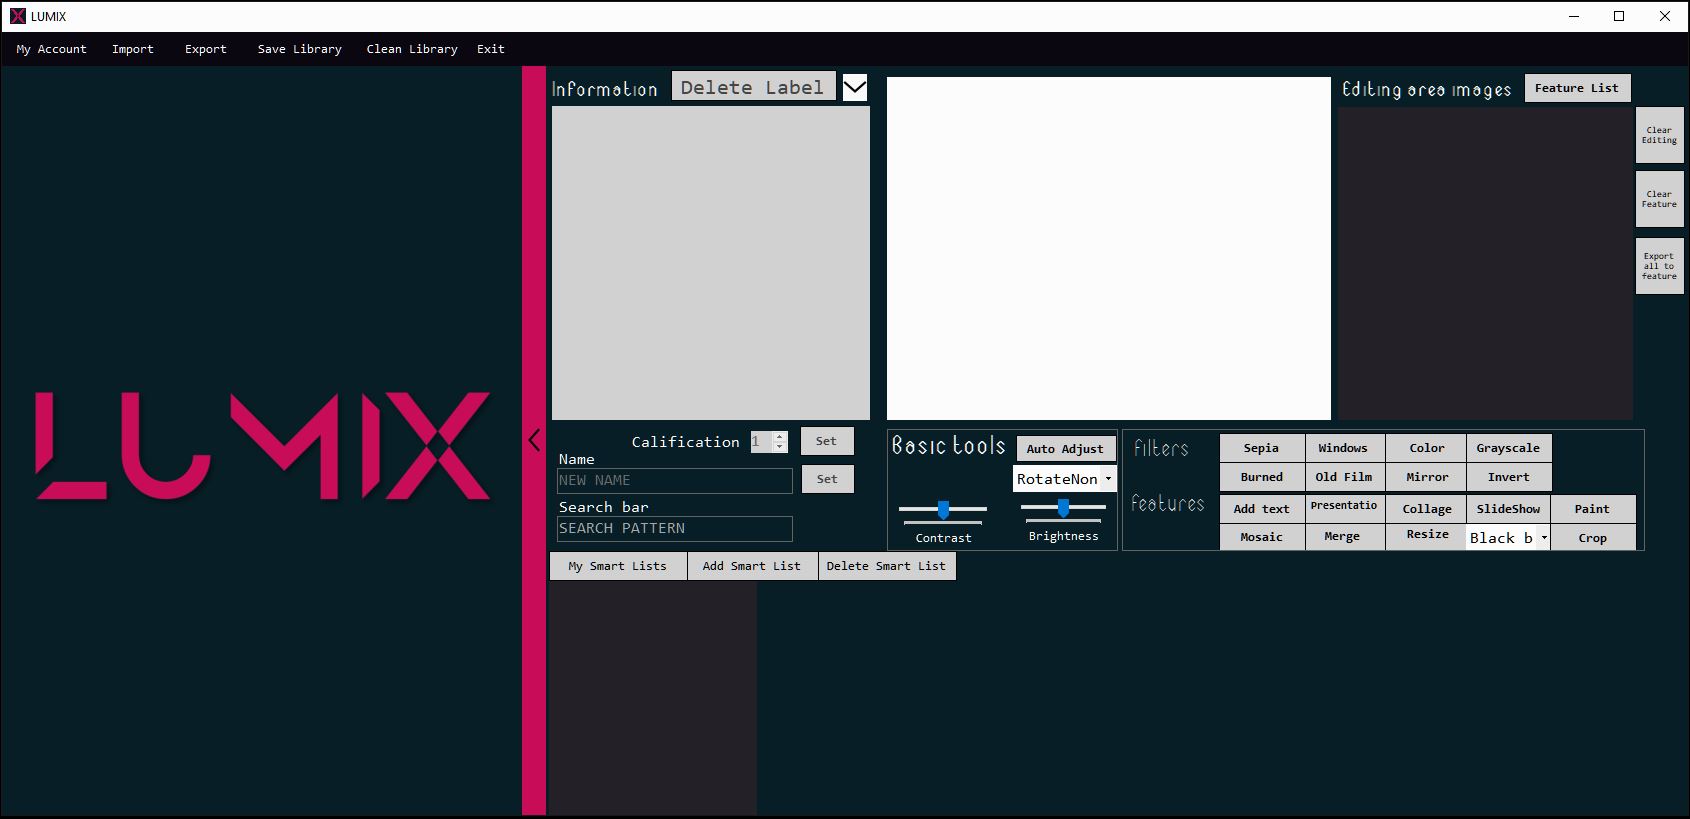 LUMIX
My Account Import Export Save Library Clean Library Exit
Information Delete Label
Editing area images Feature List
Clear
Editing
Clear
Feature
Export
all to
feature
LUMIX
Calification 1 Set
Name
NEW NAME Set
Search bar
SEARCH PATTERN
Basic tools Auto Adjust
RotateNon
Contrast Brightness
filters Sepia Windows Color Grayscale
Burned Old Film Mirror Invert
features Add text Presentatio Collage SlideShow Paint
Mosaic Merge Resize Black b Crop
My Smart Lists Add Smart List Delete Smart List